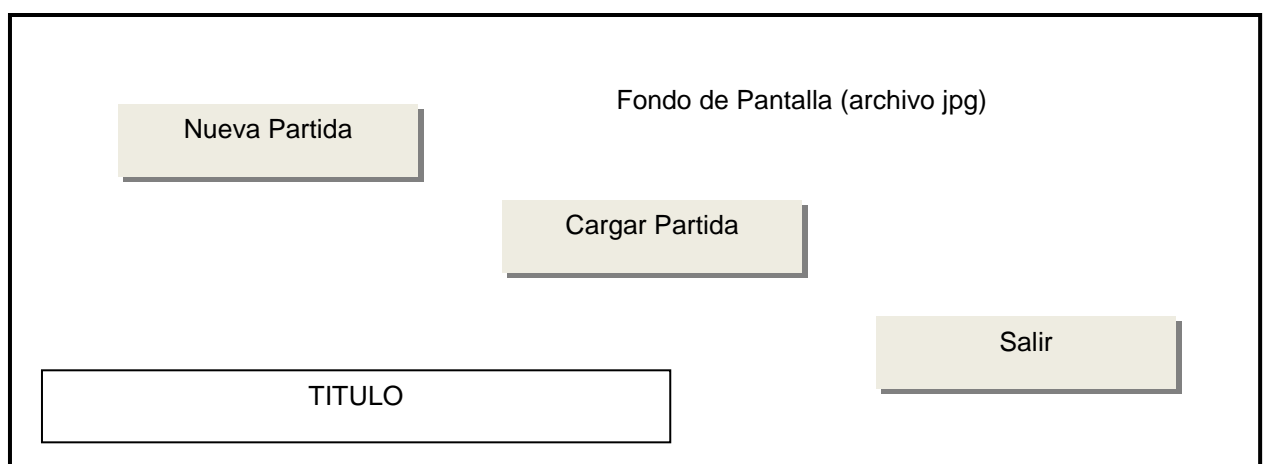 Fondo de Pantalla (archivo jpg)
Nueva Partida
Cargar Partida
Salir
TITULO